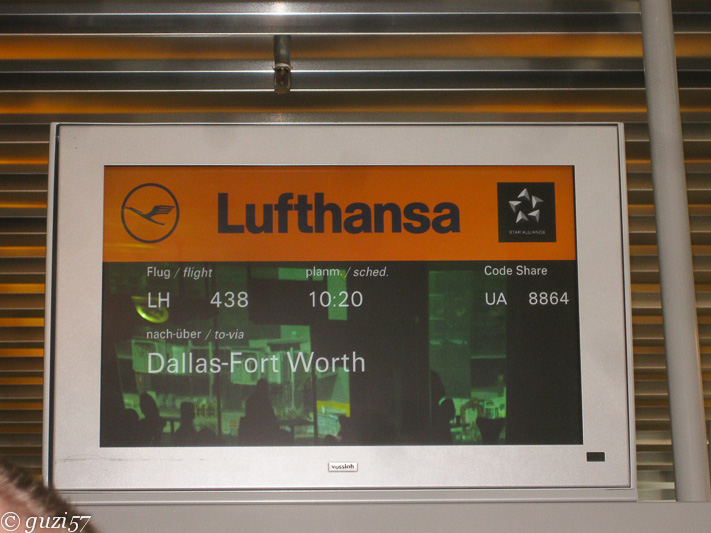 Lufthansa
STAR ALLIANCE
Flug / flight planm. / sched. Code Share
LH 438 10:20 UA 8864
nach-über / to-via
Dallas-Fort Worth
© guzi57